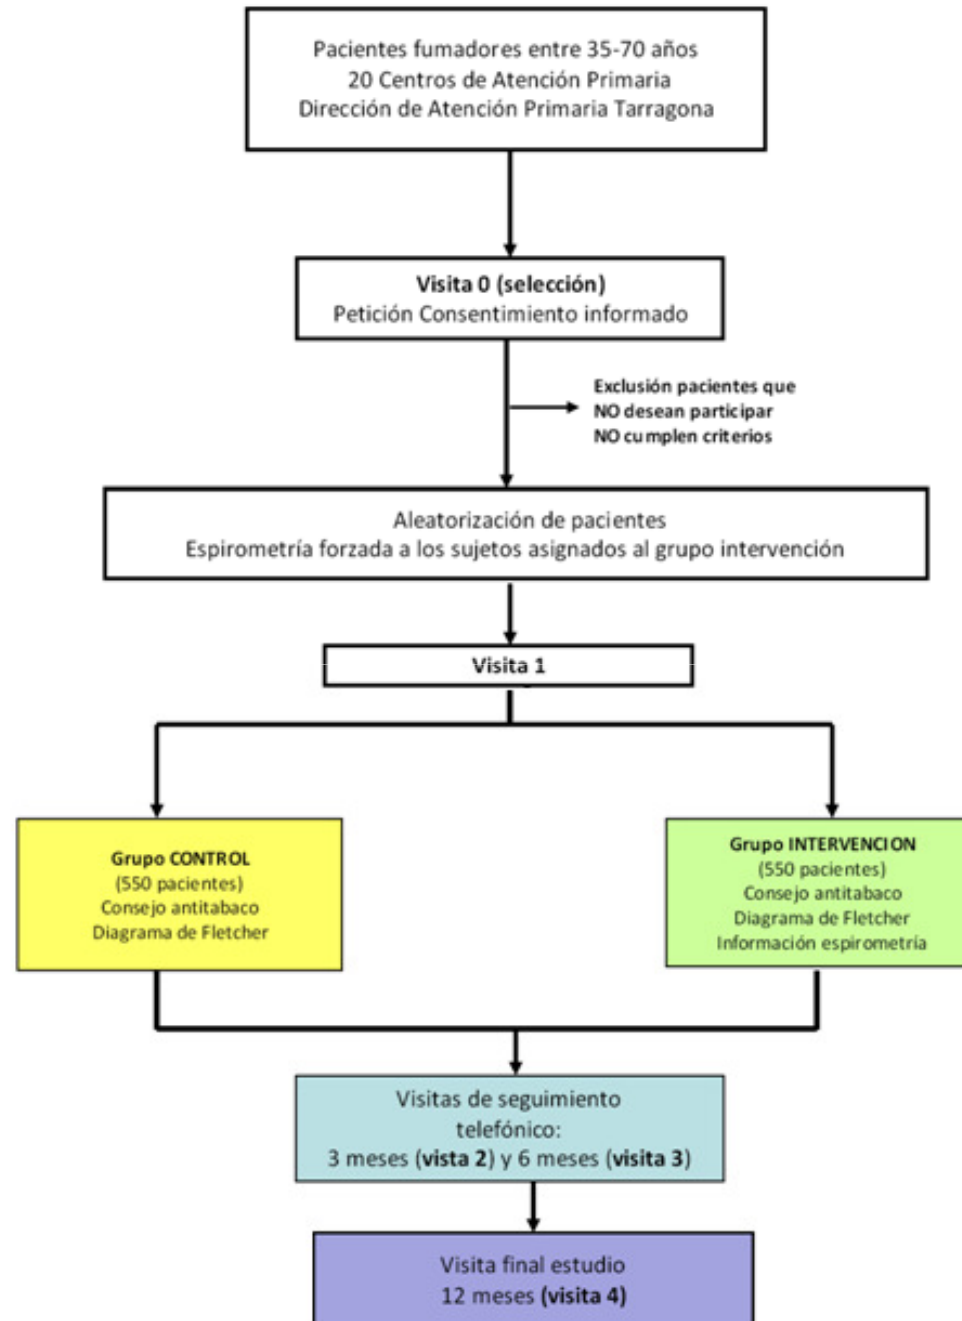 Pacientes fumadores entre 35-70 años
20 Centros de Atención Primaria
Dirección de Atención Primaria Tarragona
Visita 0 (selección)
Petición Consentimiento informado
Exclusión pacientes que
NO desean participar
NO cumplen criterios
Aleatorización de pacientes
Espirometría forzada a los sujetos asignados al grupo intervención
Visita 1
Grupo CONTROL
(550 pacientes)
Consejo antitabaco
Diagrama de Fletcher
Grupo INTERVENCION
(550 pacientes)
Consejo antitabaco
Diagrama de Fletcher
Información espirometría
Visitas de seguimiento
telefónico:
3 meses (vista 2) y 6 meses (visita 3)
Visita final estudio
12 meses (visita 4)